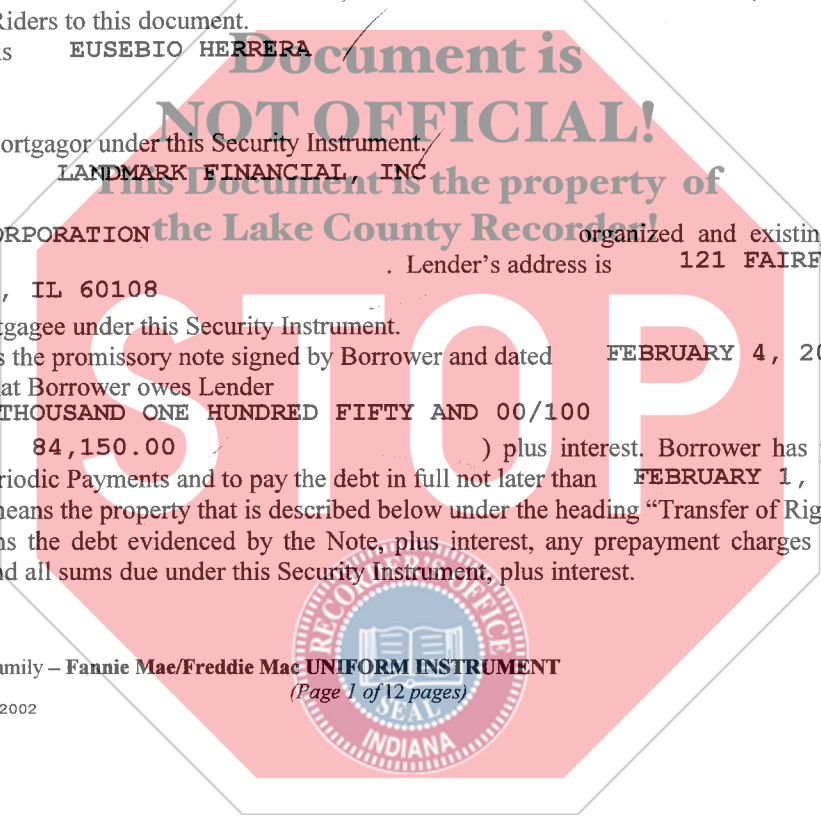 Riders to this document.
is EUSEBIO HERRERA
Document is
NOT OFFICIAL!
ortgagor under this Security Instrument.
LANDMARK FINANCIAL, INC
This Document is the property of
the Lake County Recorder!
ORPORATION organized and existin
. Lender's address is 121 FAIRF
, IL 60108
tgagee under this Security Instrument.
s the promissory note signed by Borrower and dated FEBRUARY 4, 20
at Borrower owes Lender
THOUSAND ONE HUNDRED FIFTY AND 00/100
84,150.00 ) plus interest. Borrower has
riodic Payments and to pay the debt in full not later than FEBRUARY 1,
means the property that is described below under the heading “Transfer of Rig
ns the debt evidenced by the Note, plus interest, any prepayment charges
nd all sums due under this Security Instrument, plus interest.
STOP
amily – Fannie Mae/Freddie Mac UNIFORM INSTRUMENT
(Page 1 of 12 pages)
2002
RECORDER'S OFFICE
SEAL
INDIANA